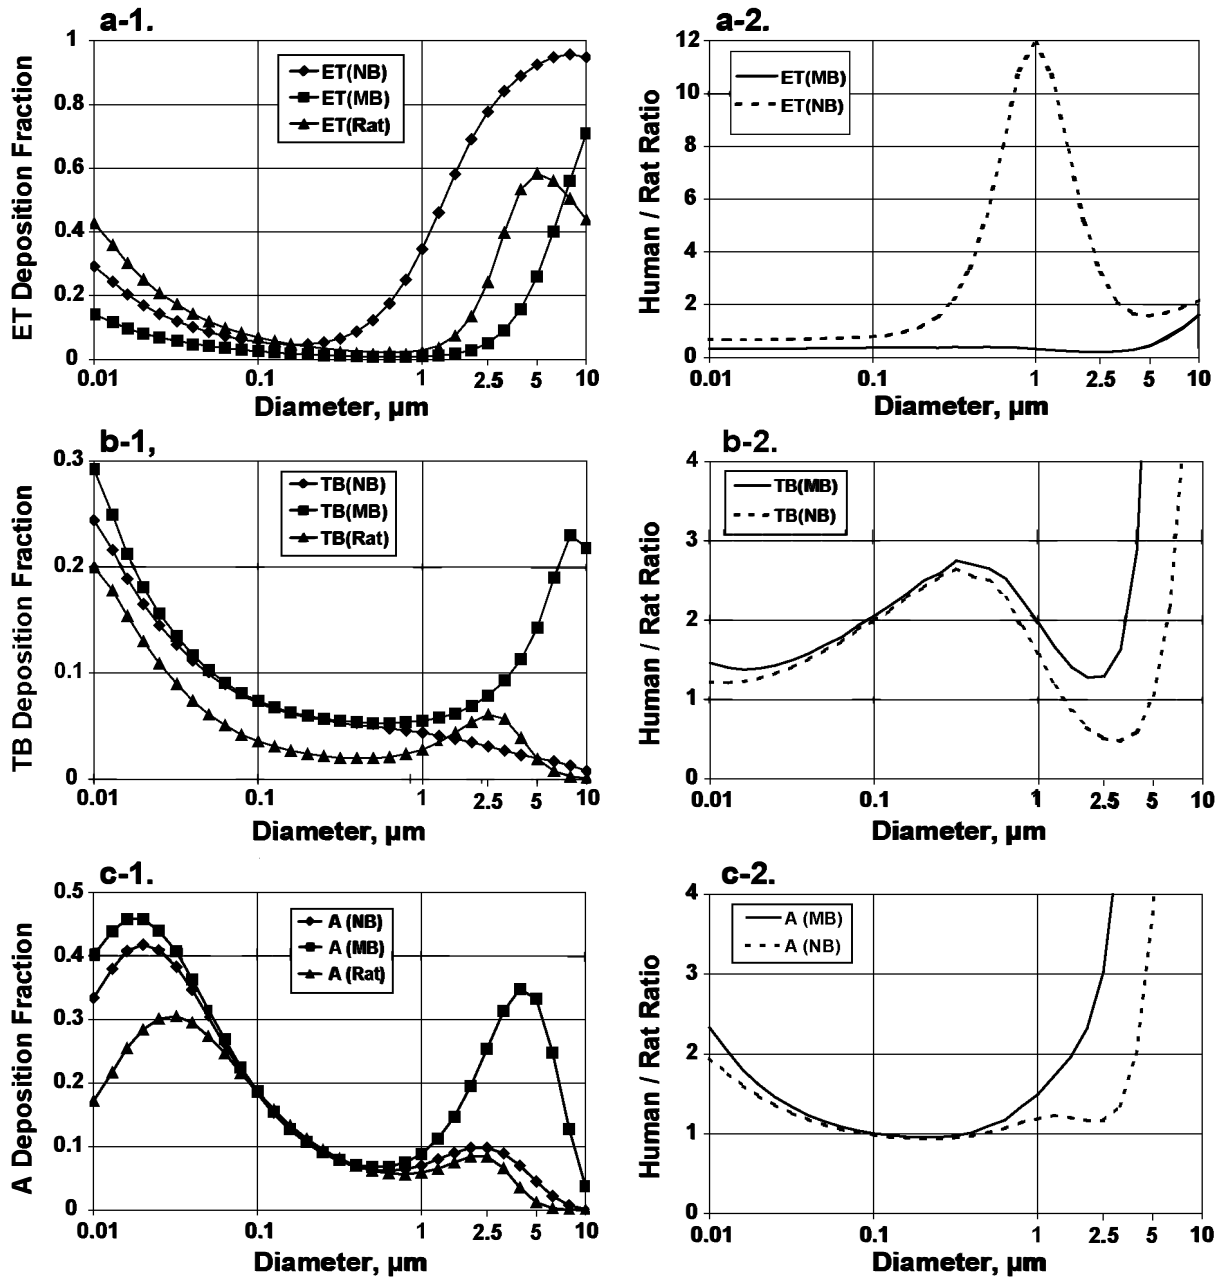 a-1.
ET Deposition Fraction
1
0.8
0.6
0.4
0.2
0
ET(NB)
ET(MB)
ET(Rat)
0.01 0.1 1 2.5 5 10
Diameter, µm
a-2.
Human / Rat Ratio
12
10
8
6
4
2
0
ET(MB)
ET(NB)
0.01 0.1 1 2.5 5 10
Diameter, µm
b-1,
TB Deposition Fraction
0.3
0.2
0.1
0
TB(NB)
TB(MB)
TB(Rat)
0.01 0.1 1 2.5 5 10
Diameter, µm
b-2.
Human / Rat Ratio
4
3
2
1
0
TB(MB)
TB(NB)
0.01 0.1 1 2.5 5 10
Diameter, µm
c-1.
A Deposition Fraction
0.5
0.4
0.3
0.2
0.1
0
A (NB)
A (MB)
A (Rat)
0.01 0.1 1 2.5 5 10
Diameter, µm
c-2.
Human / Rat Ratio
4
3
2
1
0
A (MB)
A (NB)
0.01 0.1 1 2.5 5 10
Diameter, µm